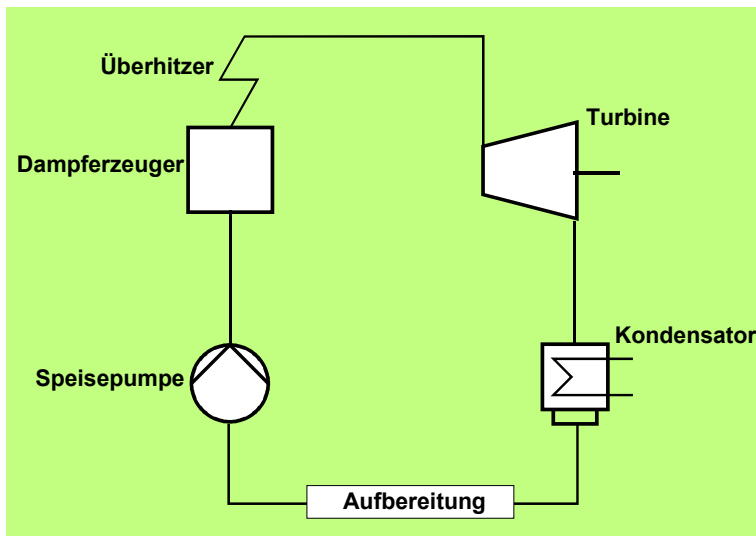 Überhitzer
Turbine
Dampferzeuger
Kondensator
Speisepumpe
Aufbereitung